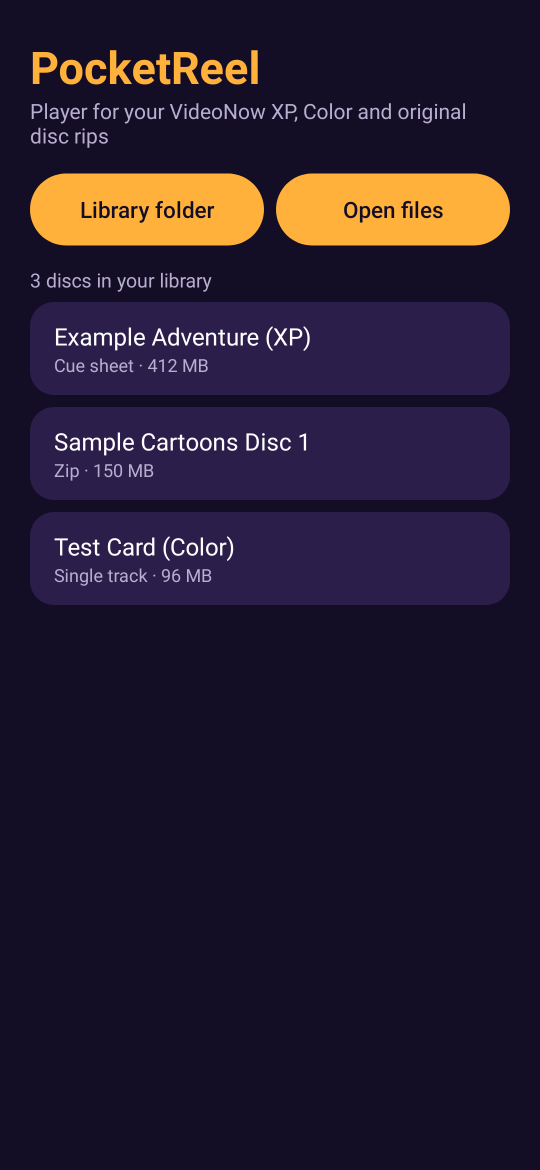 PocketReel
Player for your VideoNow XP, Color and original
disc rips
Library folder
Open files
3 discs in your library
Example Adventure (XP)
Cue sheet · 412 MB
Sample Cartoons Disc 1
Zip · 150 MB
Test Card (Color)
Single track · 96 MB